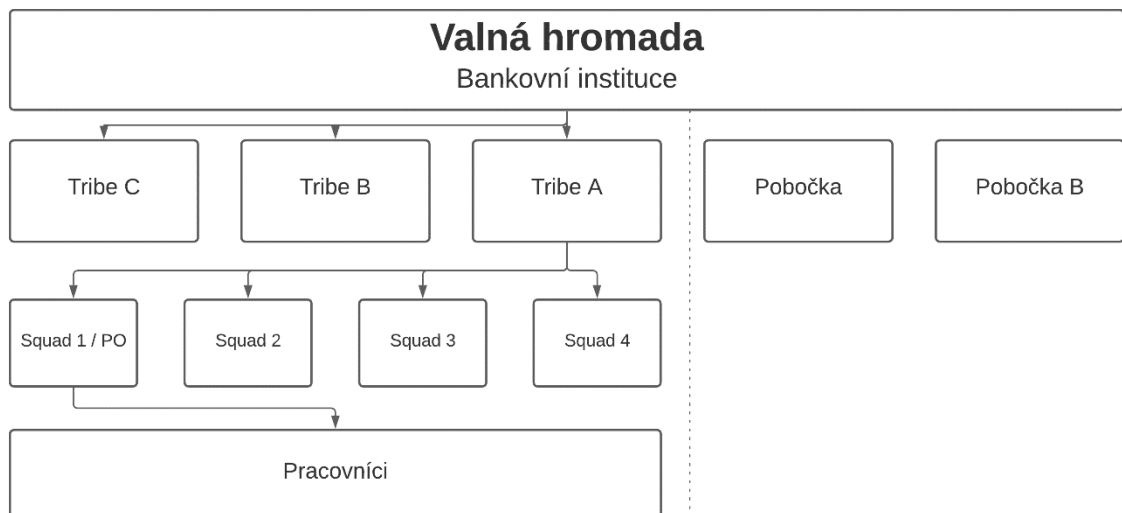 Valná hromada
Bankovní instituce
Tribe C
Tribe B
Tribe A
Pobočka
Pobočka B
Squad 1 / PO
Squad 2
Squad 3
Squad 4
Pracovníci